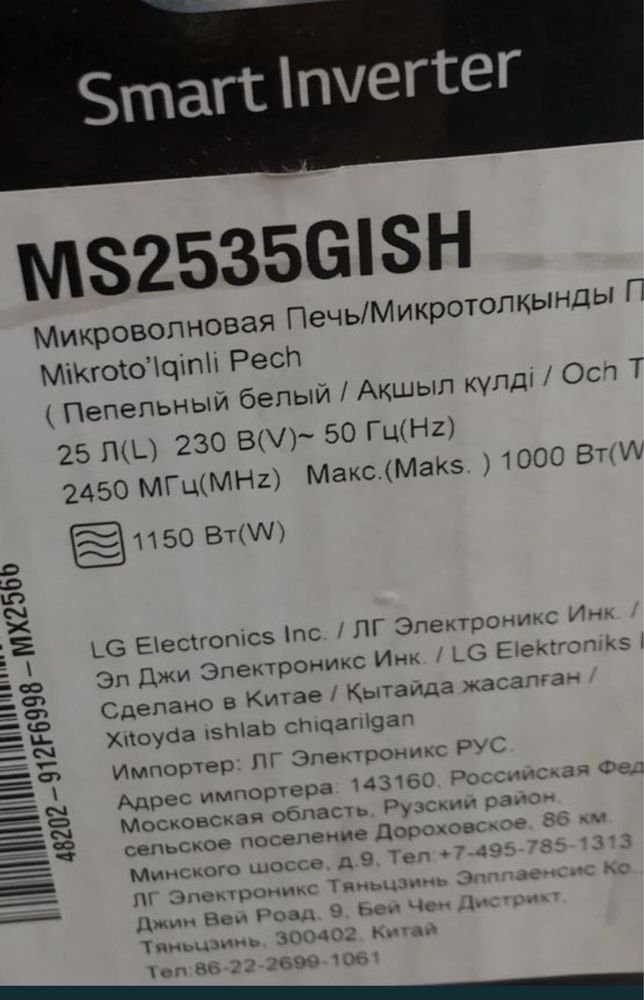 Smart Inverter
MS2535GISH
Микроволновая Печь/Микротолқынды П
Mikroto'lqinli Pech
( Пепельный белый / Ақшыл күлді / Och T
25 Л(L) 230 В(V)~ 50 Гц(Hz)
2450 МГц(MHz) Макс.(Maks. ) 1000 Вт(W
1150 Вт(W)
LG Electronics Inc. / ЛГ Электроникс Инк. /
Эл Джи Электроникс Инк. / LG Elektroniks I
Сделано в Китае / Қытайда жасалған /
Xitoyda ishlab chiqarilgan
Импортер: ЛГ Электроникс РУС.
Адрес импортера: 143160, Российская Фед
Московская область, Рузский район,
сельское поселение Дороховское, 86 км.
Минского шоссе, д.9, Тел:+7-495-785-1313
ЛГ Электроникс Тяньцзинь Эпплаенсис Ко.,
Джин Вей Роад, 9, Бей Чен Дистрикт,
Тяньцзинь, 300402, Китай
Тел:86-22-2699-1061
48202-912F6998-MX2566